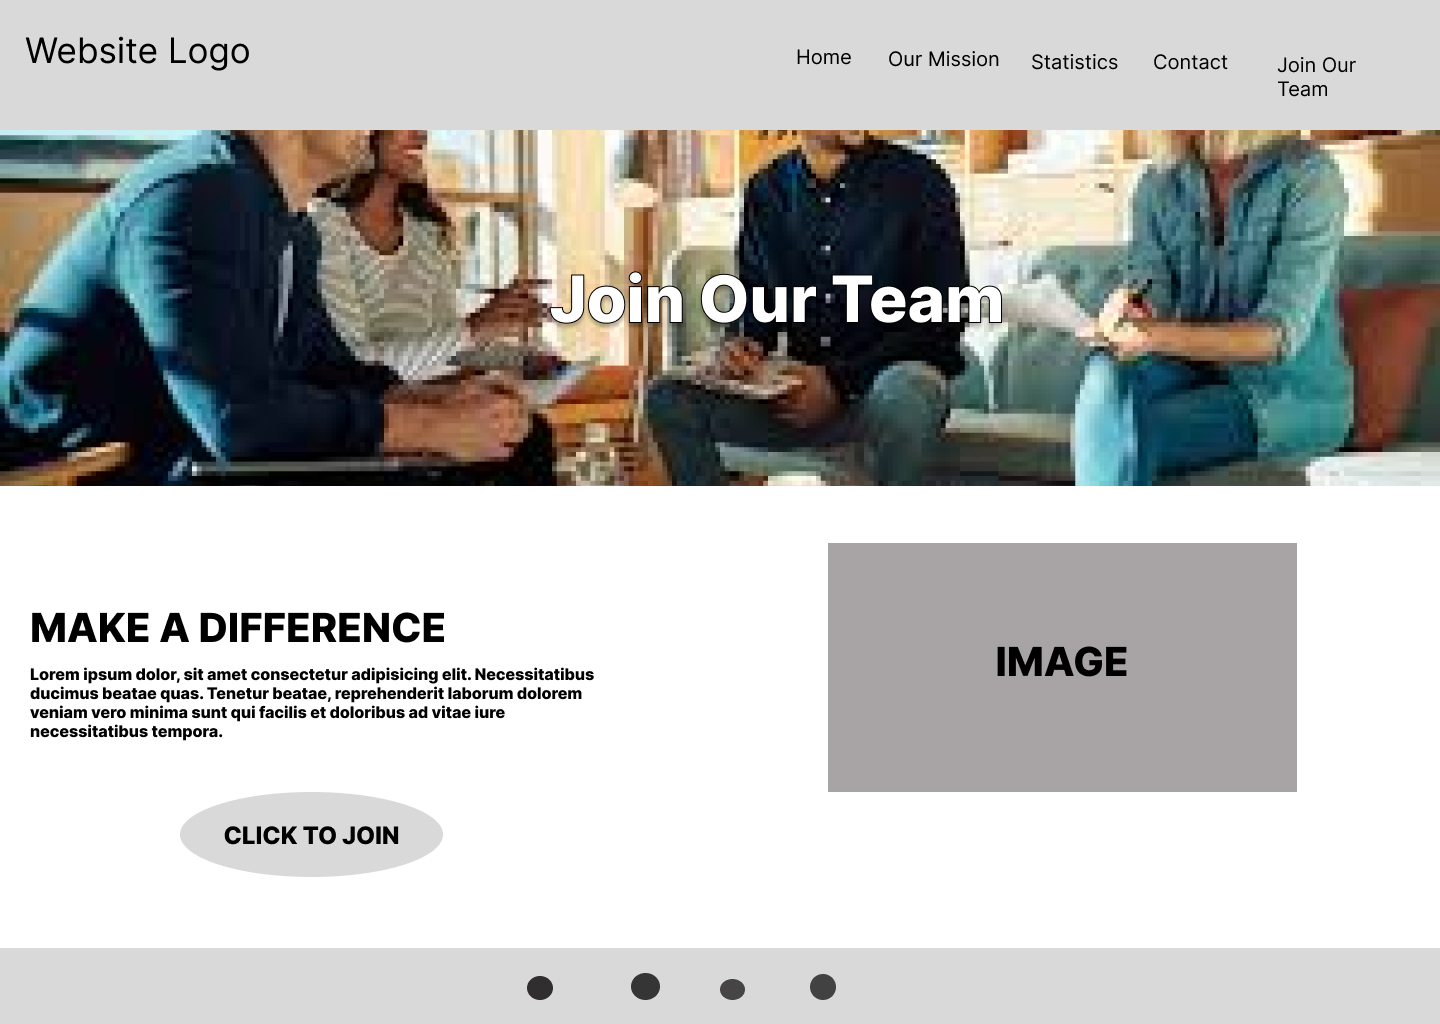 Website Logo
Home
Our Mission
Statistics
Contact
Join Our
Team
Join Our Team
MAKE A DIFFERENCE
Lorem ipsum dolor, sit amet consectetur adipisicing elit. Necessitatibus
ducimus beatae quas. Tenetur beatae, reprehenderit laborum dolorem
veniam vero minima sunt qui facilis et doloribus ad vitae iure
necessitatibus tempora.
IMAGE
CLICK TO JOIN